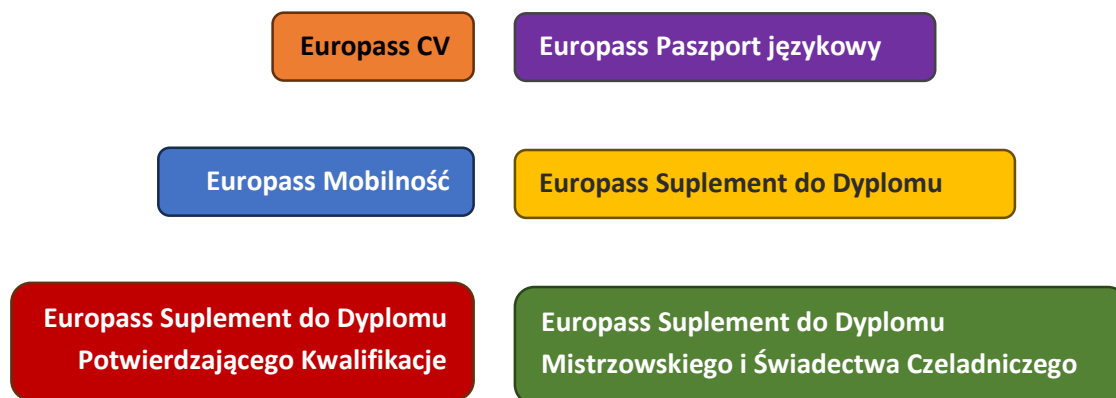 Europass CV
Europass Paszport językowy
Europass Mobilność
Europass Suplement do Dyplomu
Europass Suplement do Dyplomu
Potwierdzającego Kwalifikacje
Europass Suplement do Dyplomu
Mistrzowskiego i Świadectwa Czeladniczego